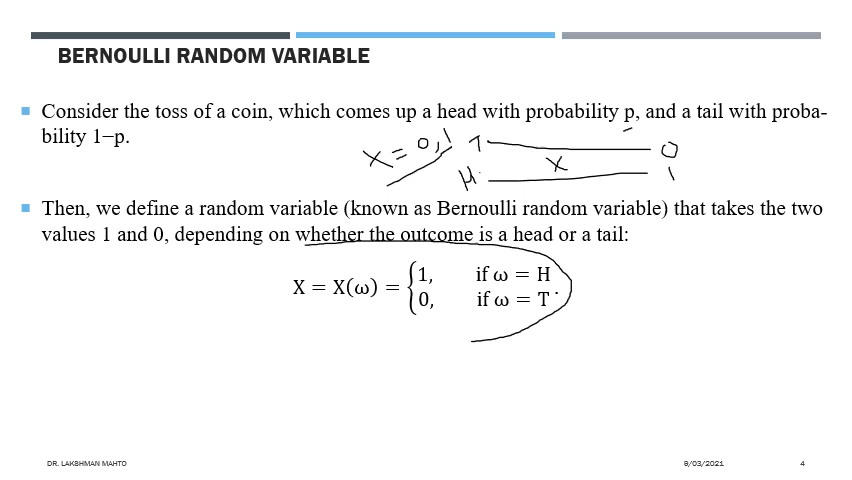 BERNOULLI RANDOM VARIABLE
Consider the toss of a coin, which comes up a head with probability p, and a tail with proba-
bility 1−p.
X = 0, 1
T 0
X
H 1
Then, we define a random variable (known as Bernoulli random variable) that takes the two
values 1 and 0, depending on whether the outcome is a head or a tail:
X = X(ω) = {1, if ω = H
0, if ω = T .
DR. LAKSHMAN MAHTO 9/03/2021 4